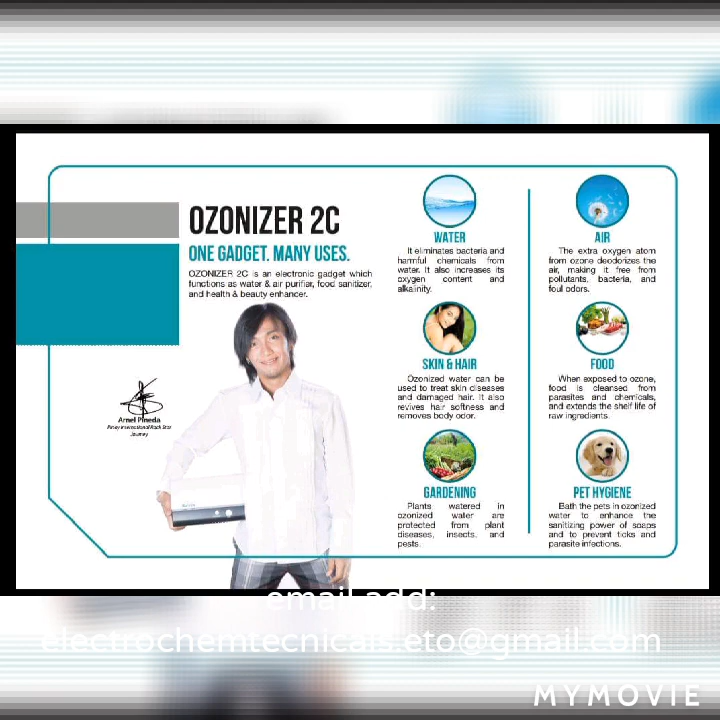 OZONIZER 2C
ONE GADGET. MANY USES.
OZONIZER 2C is an electronic gadget which
functions as water & air purifier, food sanitizer,
and health & beauty enhancer.
Arnel Pineda
Pinoy International Rock Star
Journey
WATER
It eliminates bacteria and
harmful chemicals from
water. It also increases its
oxygen content and
alkalinity.
SKIN & HAIR
Ozonized water can be
used to treat skin diseases
and damaged hair. It also
revives hair softness and
removes body odor.
GARDENING
Plants watered in
ozonized water are
protected from plant
diseases, insects, and
pests.
AIR
The extra oxygen atom
from ozone deodorizes the
air, making it free from
pollutants, bacteria, and
foul odors.
FOOD
When exposed to ozone,
food is cleansed from
parasites and chemicals,
and extends the shelf life of
raw ingredients.
PET HYGIENE
Bath the pets in ozonized
water to enhance the
sanitizing power of soaps
and to prevent ticks and
parasite infections.
email add:
electrochemtecnicals.eto@gmail.com
MYMOVIE